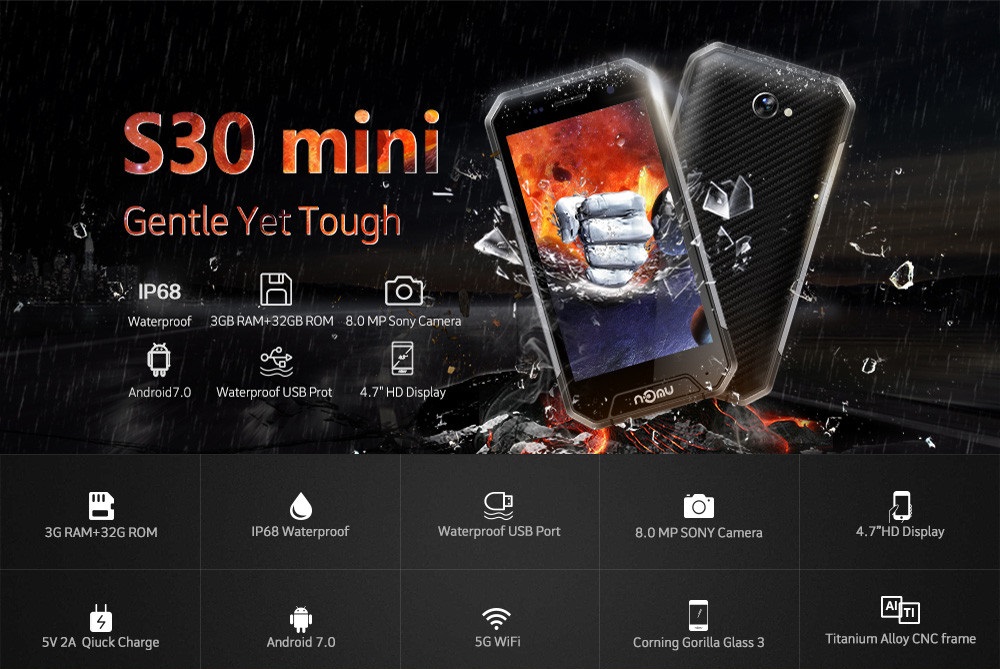 S30 mini
Gentle Yet Tough
IP68
Waterproof
3GB RAM+32GB ROM
8.0 MP Sony Camera
Android7.0
Waterproof USB Prot
4.7" HD Display
nomu
3G RAM+32G ROM
IP68 Waterproof
Waterproof USB Port
8.0 MP SONY Camera
4.7”HD Display
5V 2A Qiuck Charge
Android 7.0
5G WiFi
Corning Gorilla Glass 3
Al TI
Titanium Alloy CNC frame